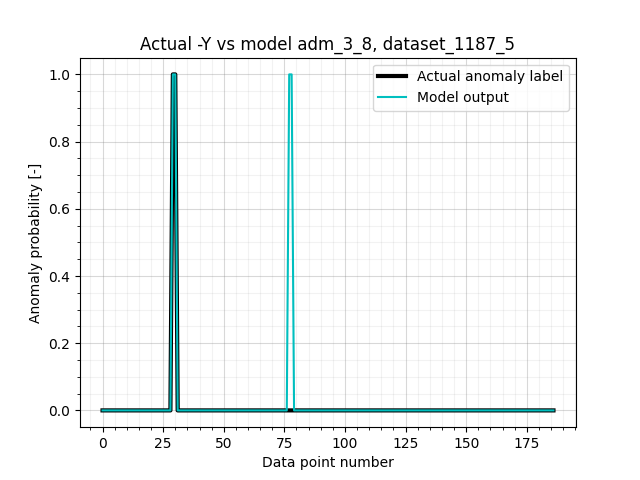 Actual -Y vs model adm_3_8, dataset_1187_5
Actual anomaly label
Model output
1.0
0.8
0.6
0.4
0.2
0.0
Anomaly probability [-]
0 25 50 75 100 125 150 175
Data point number